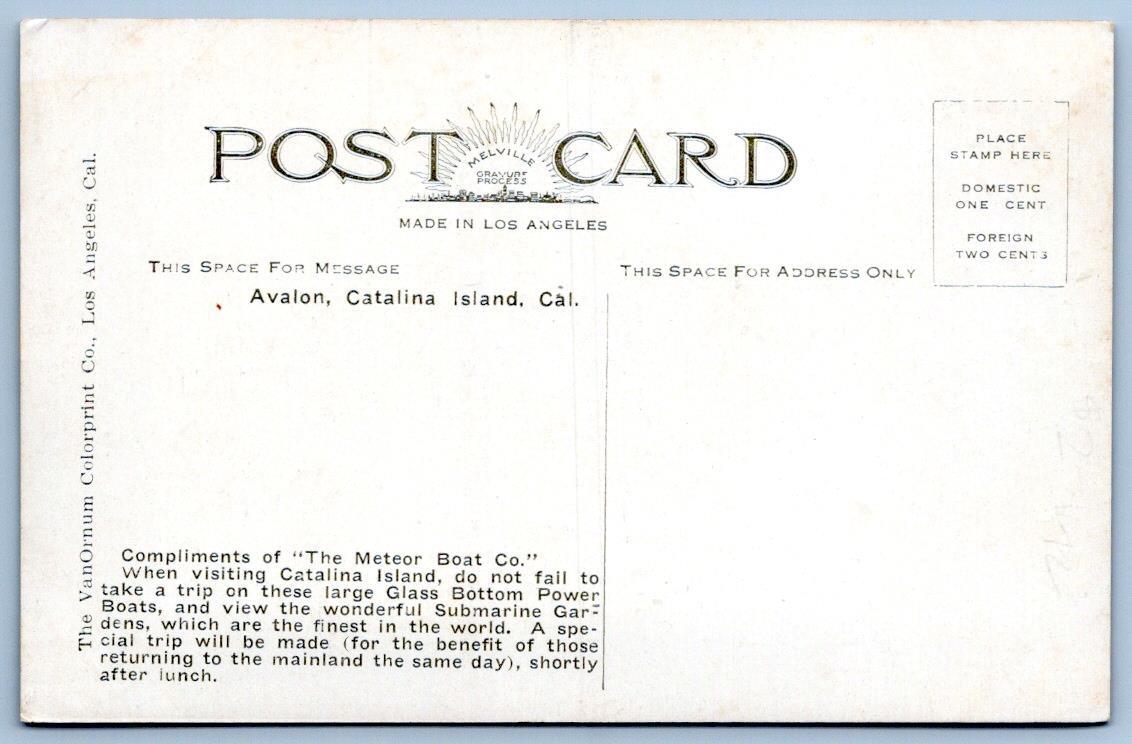 POST CARD
MELVILLE
GRAVURE
PROCESS
MADE IN LOS ANGELES
PLACE
STAMP HERE
DOMESTIC
ONE CENT
FOREIGN
TWO CENTS
THIS SPACE FOR MESSAGE
THIS SPACE FOR ADDRESS ONLY
Avalon, Catalina Island, Cal.
The VanOrnum Colorprint Co., Los Angeles, Cal.
Compliments of “The Meteor Boat Co.”
When visiting Catalina Island, do not fail to
take a trip on these large Glass Bottom Power
Boats, and view the wonderful Submarine Gar-
dens, which are the finest in the world. A spe-
cial trip will be made (for the benefit of those
returning to the mainland the same day), shortly
after lunch.